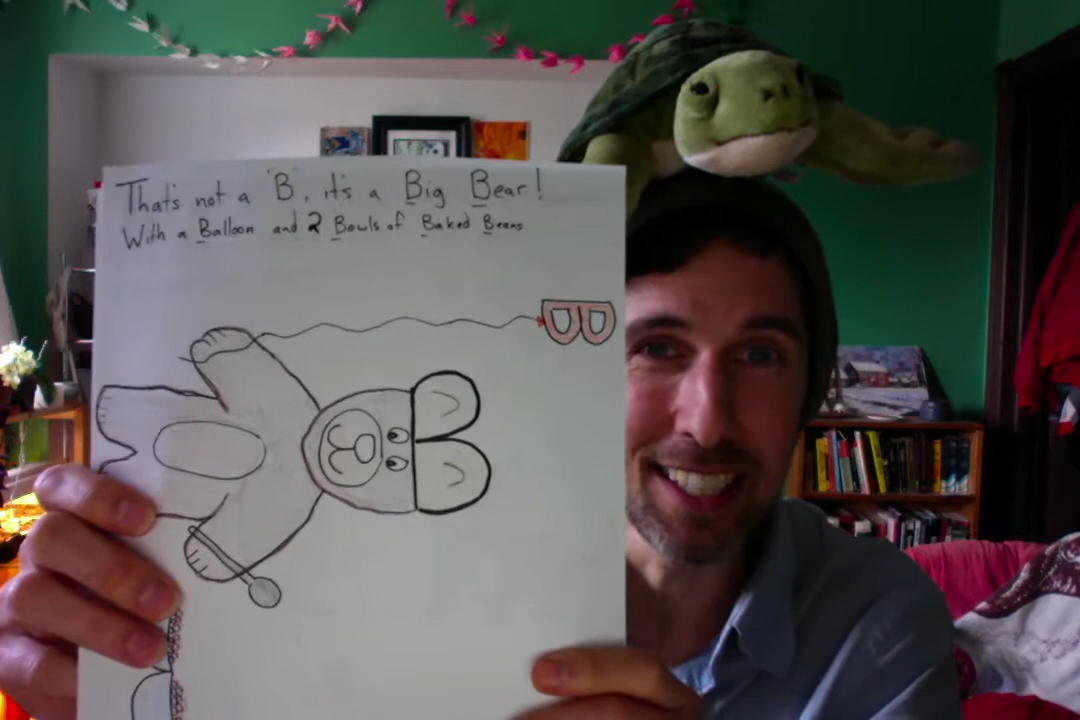 That's not a 'B', it's a Big Bear!
With a Balloon and 2 Bowls of Baked Beans.
B